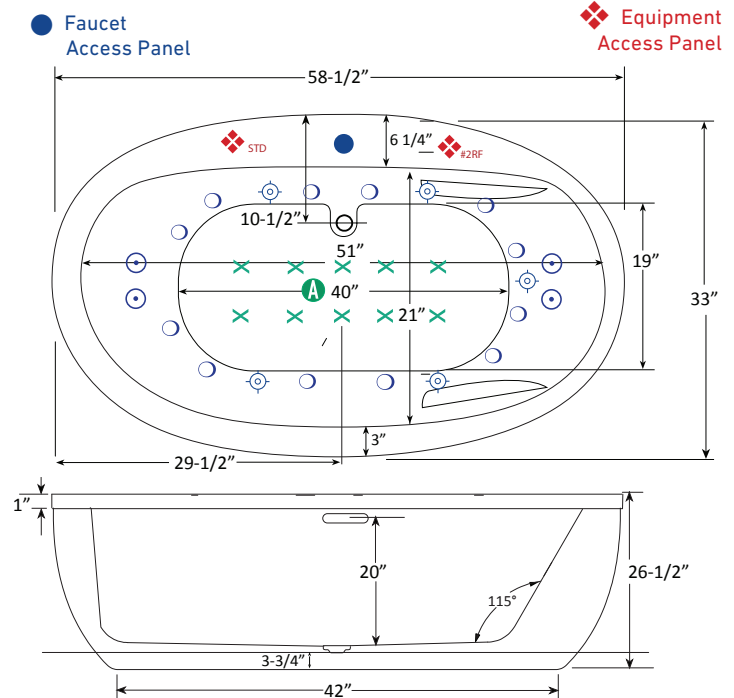 Faucet
Access Panel
Equipment
Access Panel
58-1/2”
STD
6 1/4”
#2RF
10-1/2”
51”
19”
A
40”
33”
21”
3”
29-1/2”
1”
20”
26-1/2”
115°
3-3/4”
42”